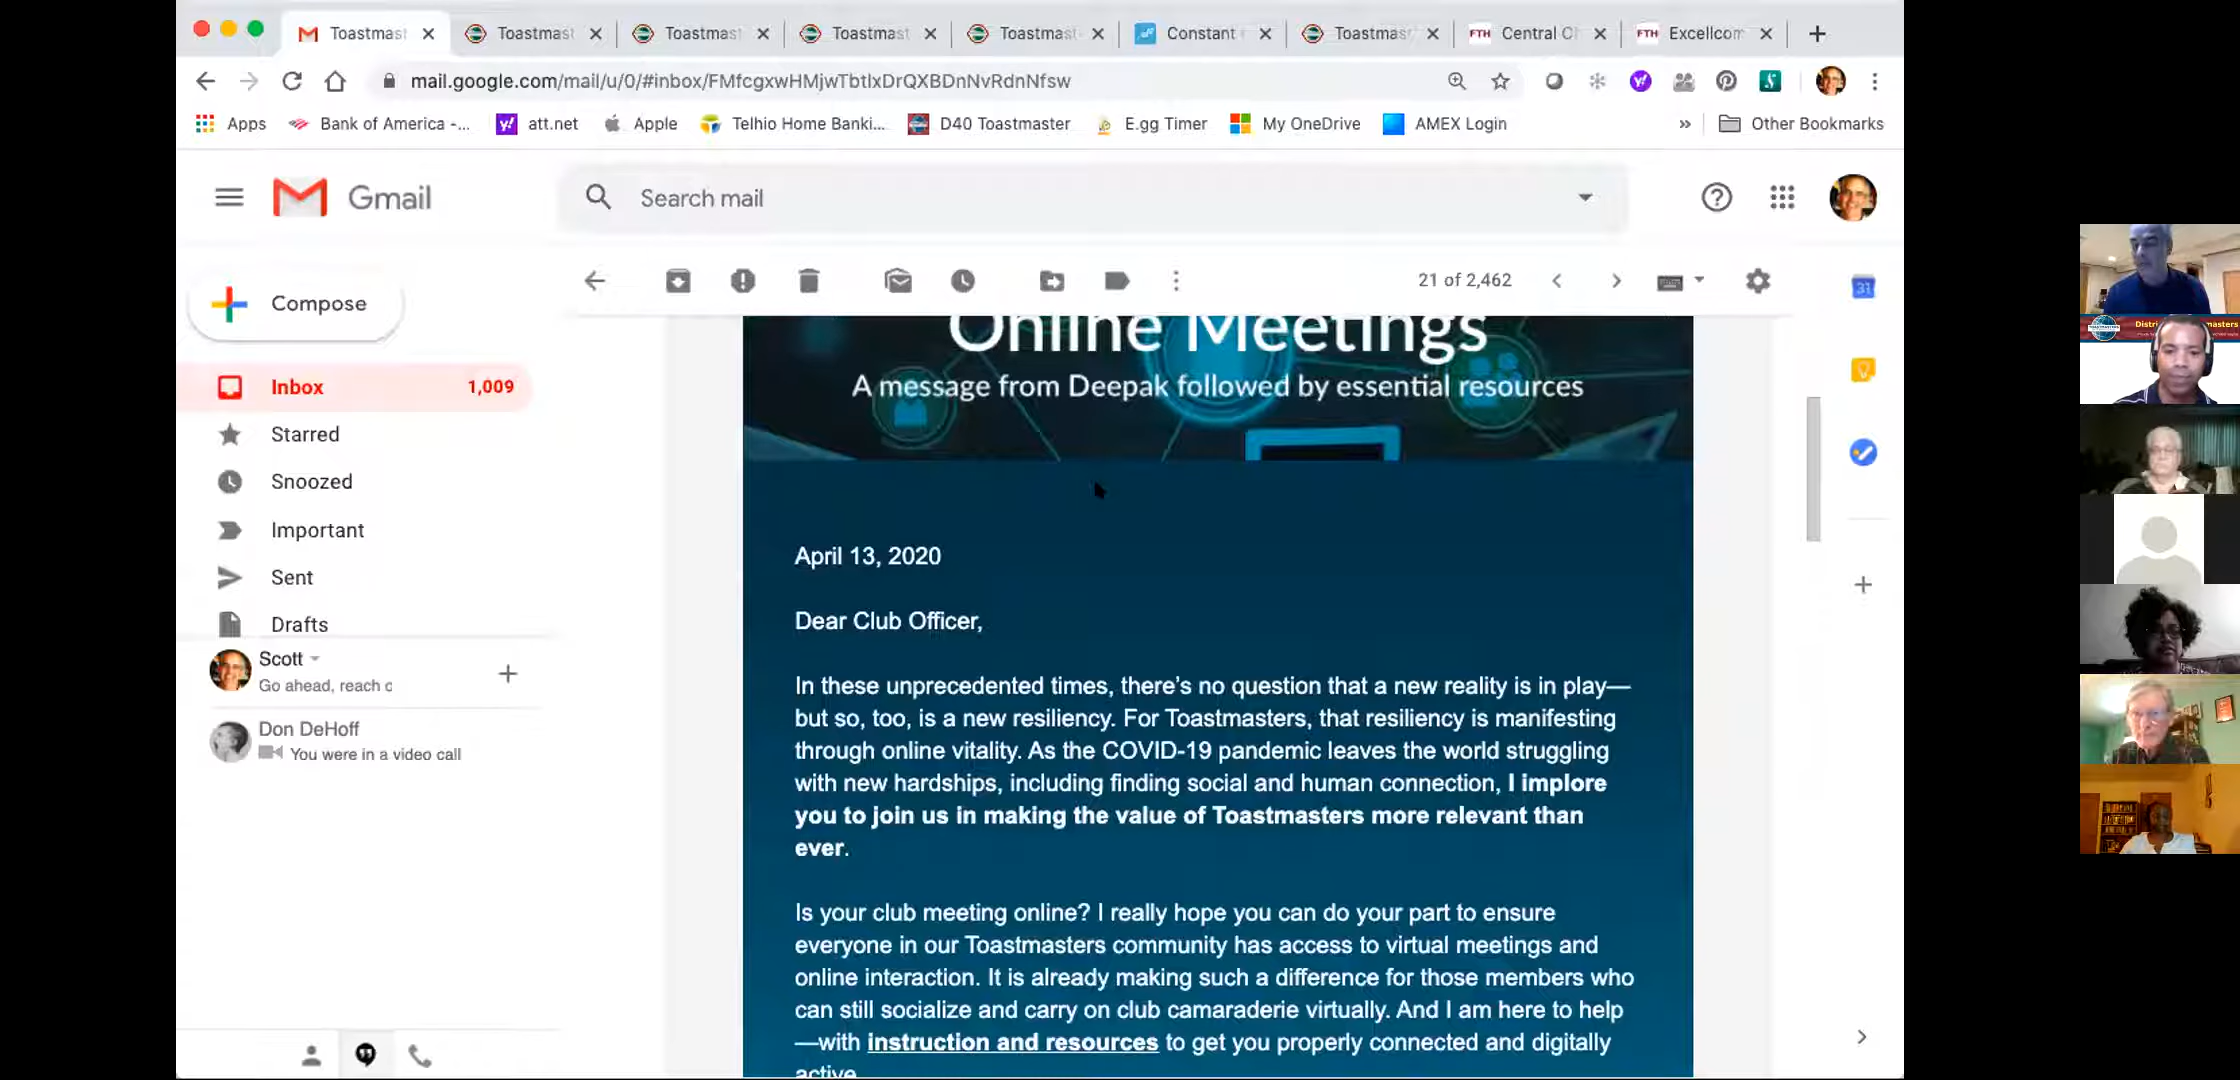 Toastmast
Toastmast
Toastmast
Toastmast
Toastmast
Constant
Toastmast
FTH Central C
FTH Excellcom
mail.google.com/mail/u/0/#inbox/FMfcgxwHMjwTbtlxDrQXBDnNvRdnNfsw
Apps
Bank of America -...
att.net
Apple
Telhio Home Banki...
D40 Toastmaster
E.gg Timer
My OneDrive
AMEX Login
»
Other Bookmarks
Gmail
Search mail
Compose
21 of 2,462
31
Inbox 1,009
Starred
Snoozed
Important
Sent
Drafts
Scott
Go ahead, reach o
Don DeHoff
You were in a video call
Online Meetings
A message from Deepak followed by essential resources
April 13, 2020
Dear Club Officer,
In these unprecedented times, there’s no question that a new reality is in play—
but so, too, is a new resiliency. For Toastmasters, that resiliency is manifesting
through online vitality. As the COVID-19 pandemic leaves the world struggling
with new hardships, including finding social and human connection, I implore
you to join us in making the value of Toastmasters more relevant than
ever.
Is your club meeting online? I really hope you can do your part to ensure
everyone in our Toastmasters community has access to virtual meetings and
online interaction. It is already making such a difference for those members who
can still socialize and carry on club camaraderie virtually. And I am here to help
—with instruction and resources to get you properly connected and digitally
active